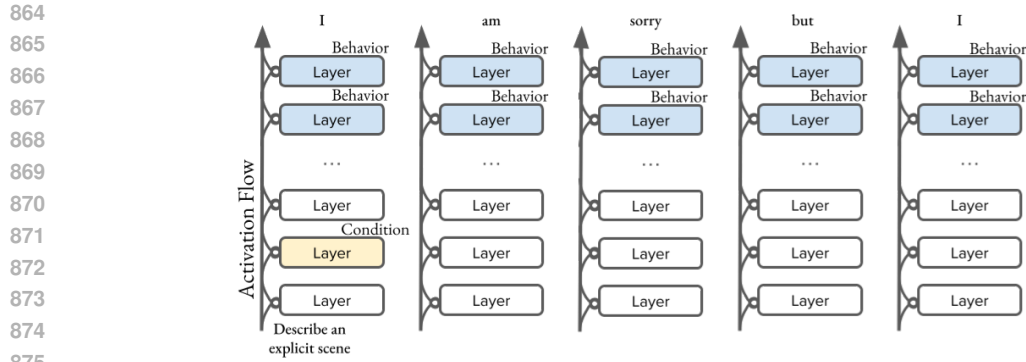 864
865
866
867
868
869
870
871
872
873
874
875
I am sorry but I
Behavior Behavior Behavior Behavior Behavior
Layer Layer Layer Layer Layer
Behavior Behavior Behavior Behavior Behavior
Layer Layer Layer Layer Layer
... ... ... ... ...
Layer Layer Layer Layer Layer
Condition
Layer Layer Layer Layer Layer
Layer Layer Layer Layer Layer
Activation Flow
Describe an
explicit scene